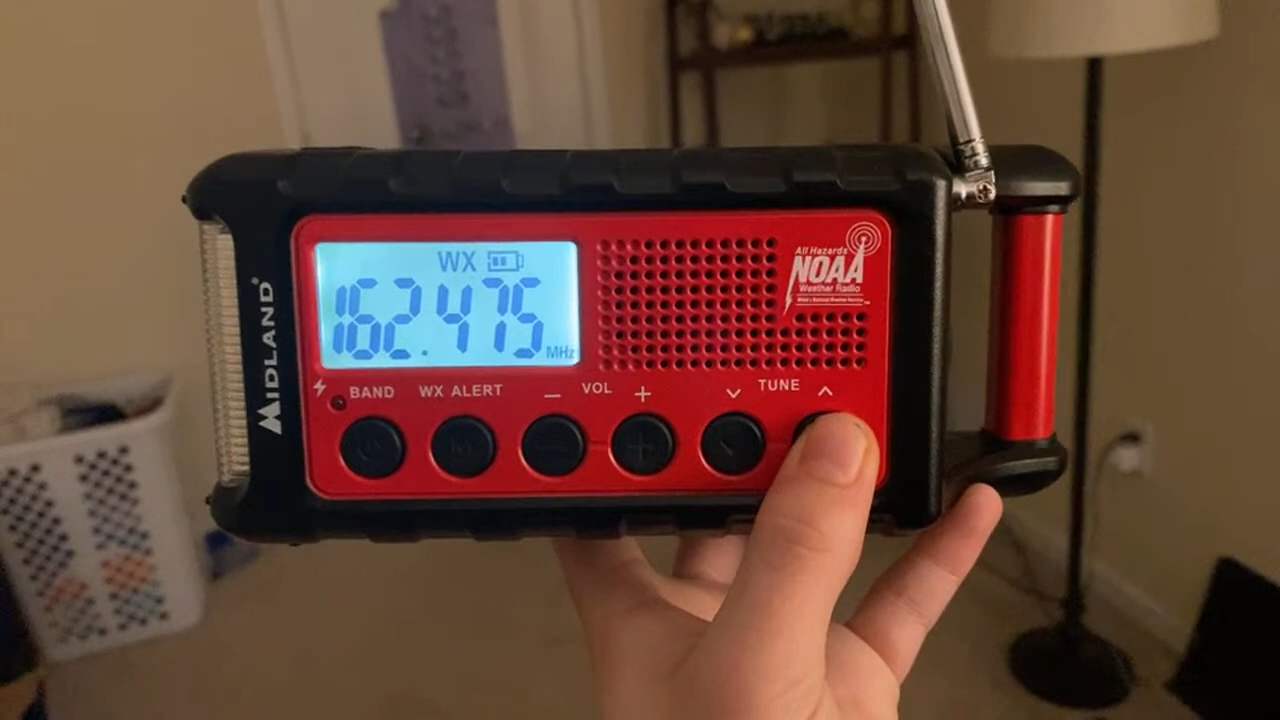 MIDLAND
WX
162.475
MHz
All Hazards
NOAA
Weather Radio
BAND
WX ALERT
— VOL +
TUNE